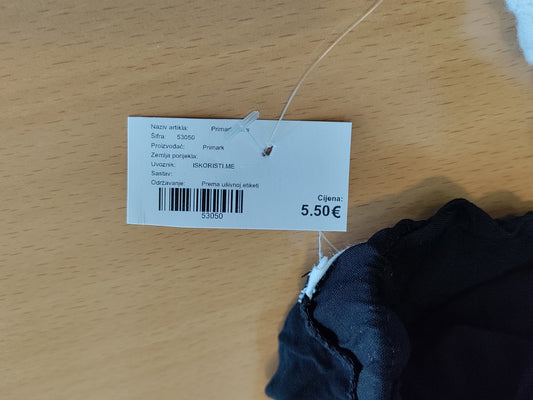 Naziv artikla: Primark
Šifra: 53050
Proizvođač: Primark
Zemlja porijekla:
Uvoznik: ISKORISTI.ME
Sastav:
Održavanje: Prema ušivnoj etiketi
53050
Cijena:
5.50€